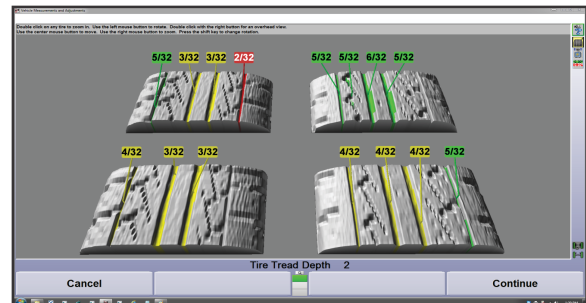 Vehicle Measurements and Adjustments
Double click on any tire to zoom in. Use the left mouse button to rotate. Double click with the right button for an overhead view.
Use the center mouse button to move. Use the right mouse button to zoom. Press the shift key to change rotation.
5/32 3/32 3/32 2/32
5/32 5/32 6/32 5/32
4/32 3/32 3/32
4/32 4/32 4/32 5/32
Tire Tread Depth 2
Cancel
Continue